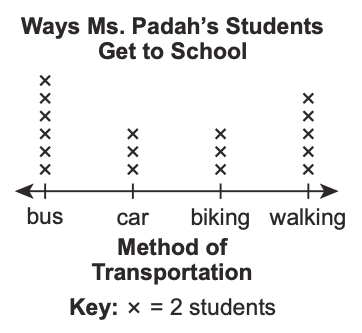 Ways Ms. Padah's Students
Get to School
bus car biking walking
Method of
Transportation
Key: × = 2 students